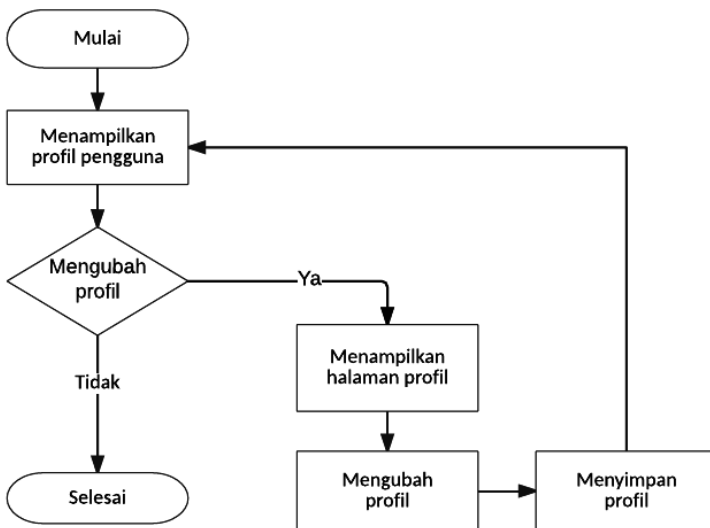 Mulai
Menampilkan
profil pengguna
Mengubah
profil
Ya
Menampilkan
halaman profil
Tidak
Mengubah
profil
Menyimpan
profil
Selesai